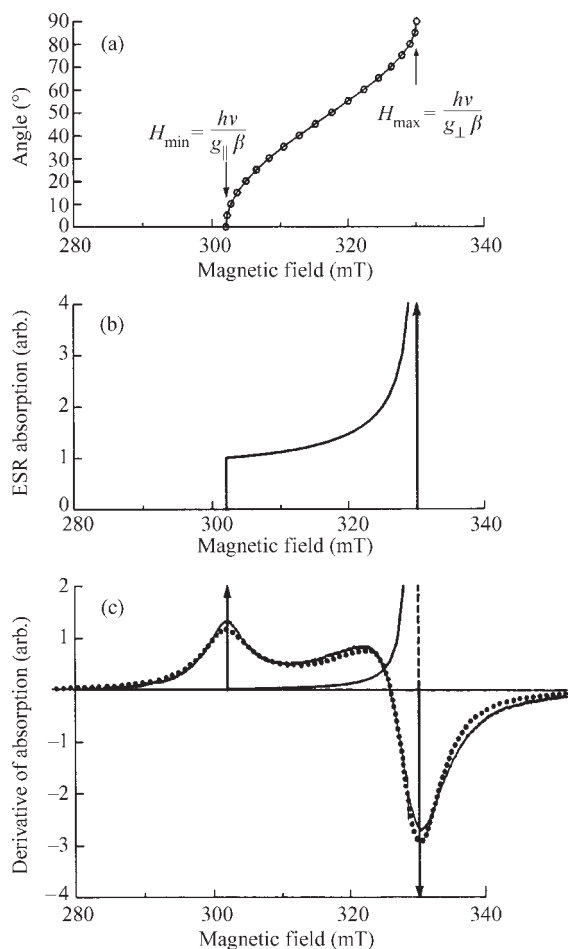 (a)
90
80
70
60
50
40
30
20
10
0
Angle (°)
H_min = hν / g_∥ β
H_max = hν / g_⊥ β
280 300 320 340
Magnetic field (mT)
(b)
4
3
2
1
0
ESR absorption (arb.)
280 300 320 340
Magnetic field (mT)
(c)
2
1
0
−1
−2
−3
−4
Derivative of absorption (arb.)
280 300 320 340
Magnetic field (mT)